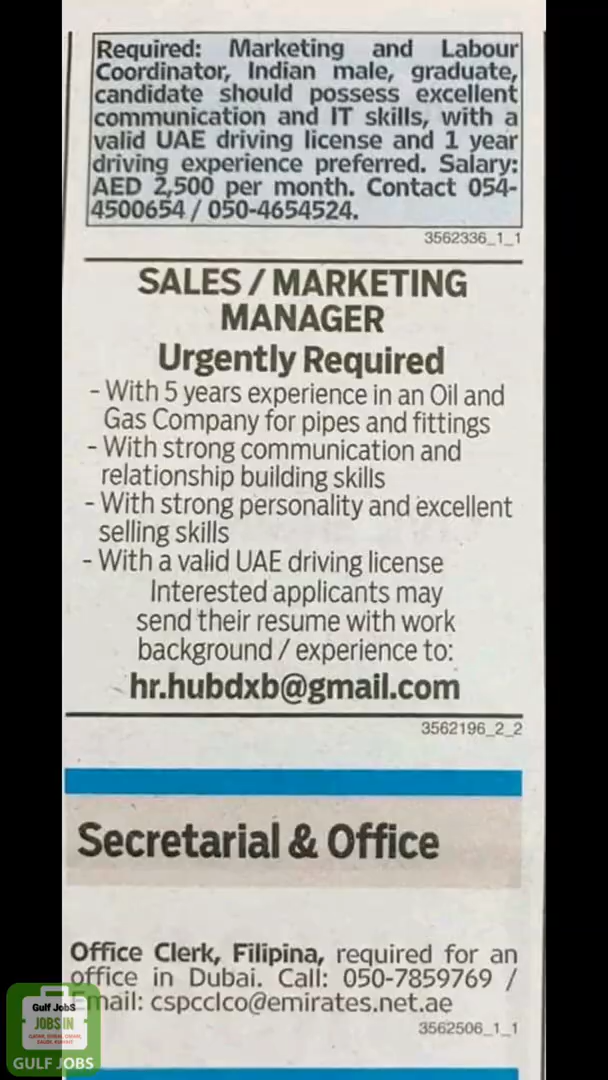 Required: Marketing and Labour
Coordinator, Indian male, graduate,
candidate should possess excellent
communication and IT skills, with a
valid UAE driving license and 1 year
driving experience preferred. Salary:
AED 2,500 per month. Contact 054-
4500654 / 050-4654524.
3562336_1_1
SALES / MARKETING
MANAGER
Urgently Required
- With 5 years experience in an Oil and
Gas Company for pipes and fittings
- With strong communication and
relationship building skills
- With strong personality and excellent
selling skills
- With a valid UAE driving license
Interested applicants may
send their resume with work
background / experience to:
hr.hubdxb@gmail.com
3562196_2_2
Secretarial & Office
Office Clerk, Filipina, required for an
office in Dubai. Call: 050-7859769 /
Email: cspcclco@emirates.net.ae
3562506_1_1
Gulf JobS
JOBS IN
GULF JOBS